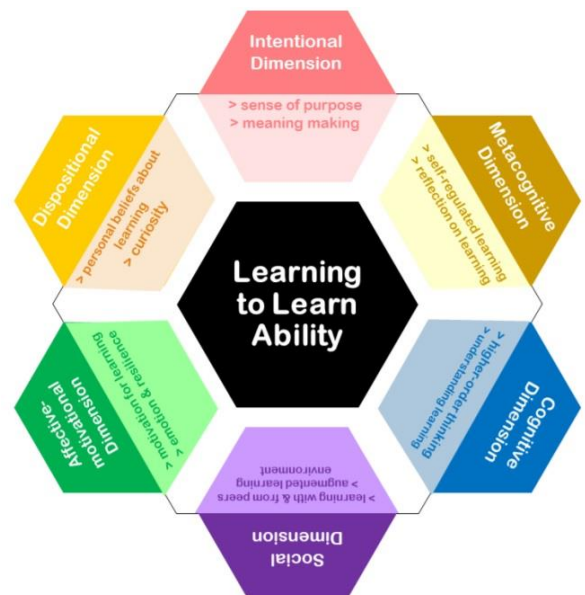 Intentional
Dimension
> sense of purpose
> meaning making
Metacognitive
Dimension
> self-regulated learning
> reflection on learning
Cognitive
Dimension
> higher-order thinking
> understanding learning
Social
Dimension
> learning with & from peers
> augmented learning
environment
Affective-
motivational
Dimension
> motivation for learning
> emotion & resilience
Dispositional
Dimension
> personal beliefs about
learning
> curiosity
Learning
to Learn
Ability